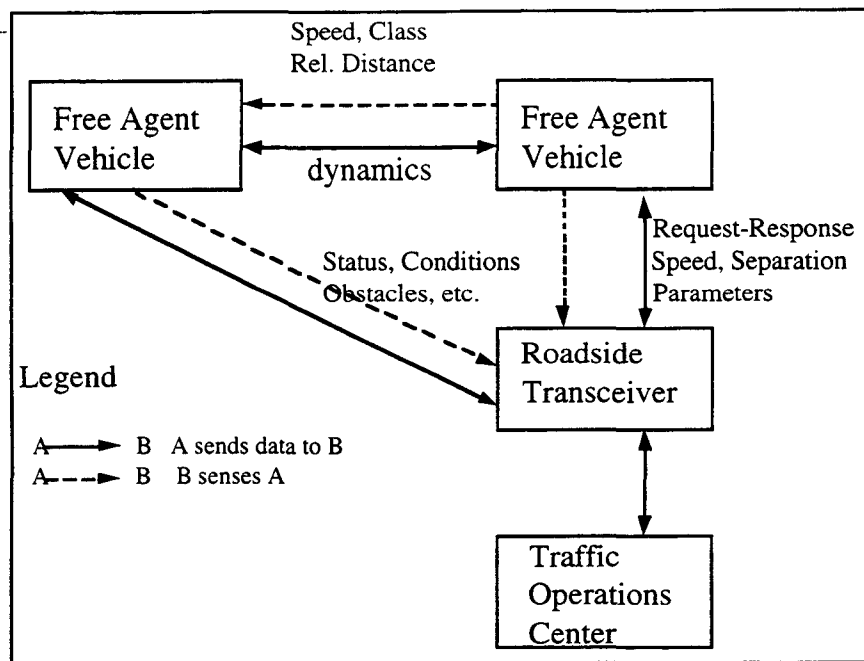 Speed, Class
Rel. Distance
Free Agent
Vehicle
Free Agent
Vehicle
dynamics
Request-Response
Speed, Separation
Parameters
Status, Conditions
Obstacles, etc.
Roadside
Transceiver
Legend
A B A sends data to B
A B B senses A
Traffic
Operations
Center